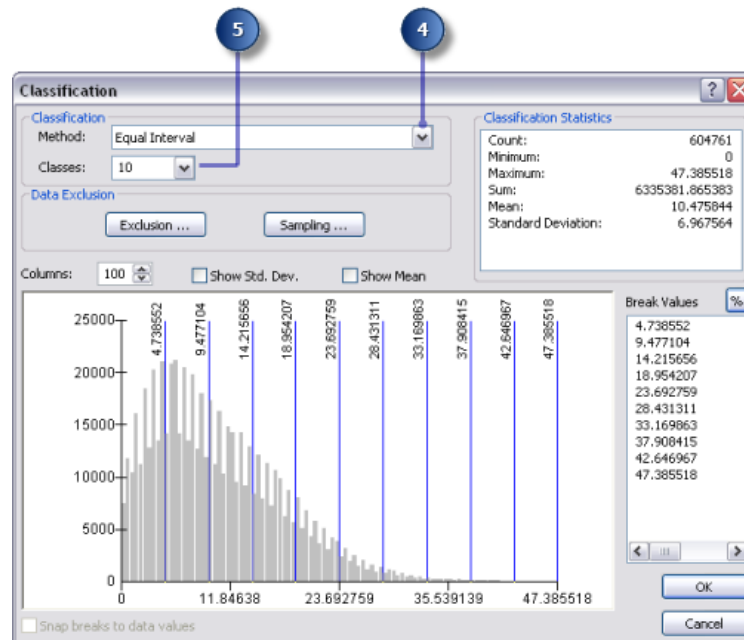 5
4
Classification
?
Classification
Method: Equal Interval
Classes: 10
Classification Statistics
Count: 604761
Minimum: 0
Maximum: 47.385518
Sum: 6335381.865383
Mean: 10.475844
Standard Deviation: 6.967564
Data Exclusion
Exclusion ...
Sampling ...
Columns: 100
Show Std. Dev.
Show Mean
4.738552
9.477104
14.215656
18.954207
23.692759
28.431311
33.169863
37.908415
42.646967
47.385518
25000
20000
15000
10000
5000
0
0
11.84638
23.692759
35.539139
47.385518
Break Values
%
4.738552
9.477104
14.215656
18.954207
23.692759
28.431311
33.169863
37.908415
42.646967
47.385518
OK
Cancel
Snap breaks to data values